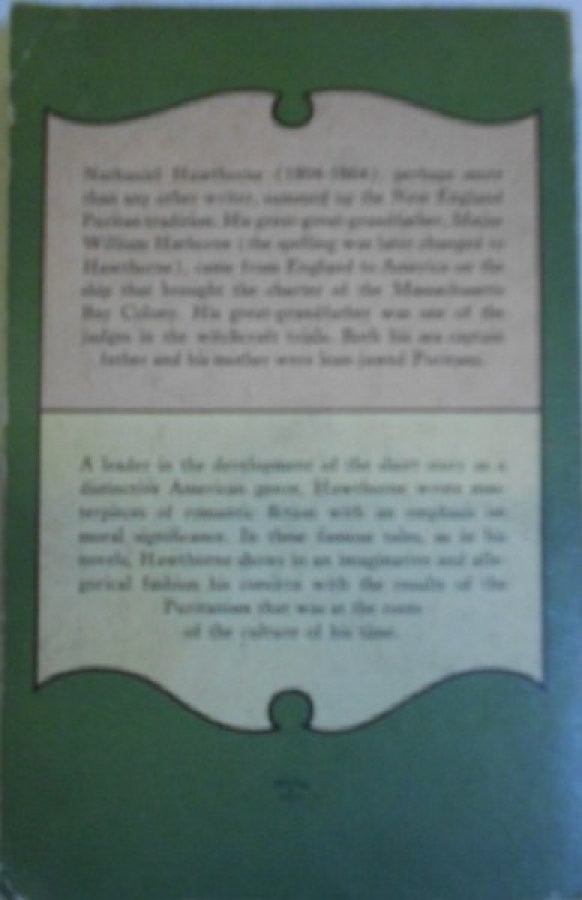 Nathaniel Hawthorne (1804-1864), perhaps more
than any other writer, summed up the New England
Puritan tradition. His great-great-grandfather, Major
William Hathorne (the spelling was later changed to
Hawthorne), came from England to America on the
ship that brought the charter of the Massachusetts
Bay Colony. His great-grandfather was one of the
judges in the witchcraft trials. Both his sea-captain
father and his mother were lean-jawed Puritans.
A leader in the development of the short story as a
distinctive American genre, Hawthorne wrote mas-
terpieces of romantic fiction with an emphasis on
moral significance. In these famous tales, as in his
novels, Hawthorne shows in an imaginative and alle-
gorical fashion his concern with the results of the
Puritanism that was at the roots
of the culture of his time.